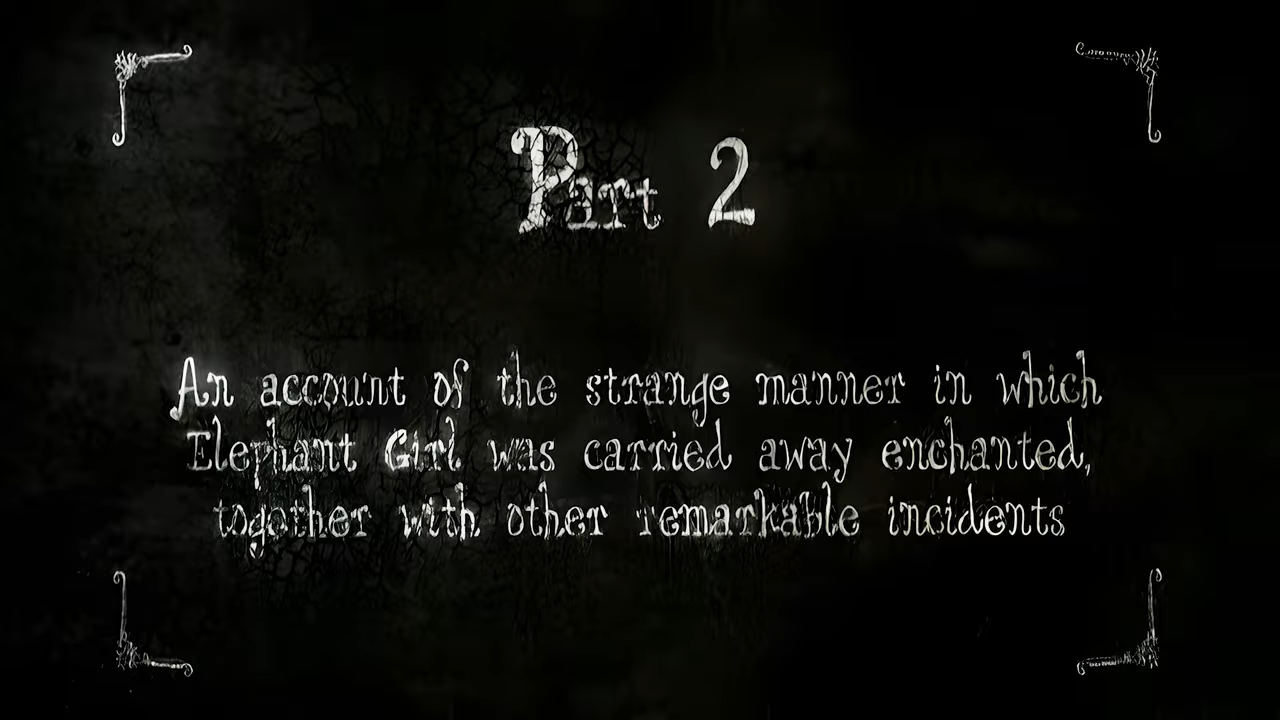 Part 2
An account of the strange manner in which
Elephant Girl was carried away enchanted,
together with other remarkable incidents